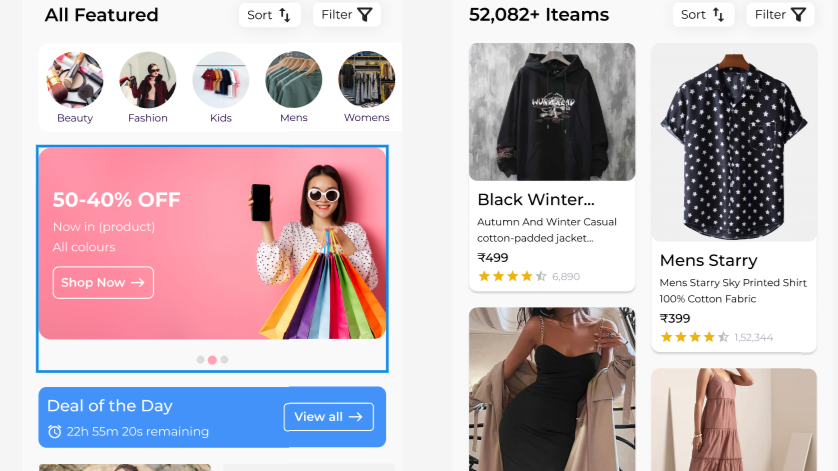 All Featured
Sort
Filter
Beauty
Fashion
Kids
Mens
Womens
50-40% OFF
Now in (product)
All colours
Shop Now →
Deal of the Day
22h 55m 20s remaining
View all →
52,082+ Iteams
Sort
Filter
Black Winter...
Autumn And Winter Casual
cotton-padded jacket...
₹499
6,890
Mens Starry
Mens Starry Sky Printed Shirt
100% Cotton Fabric
₹399
1,52,344